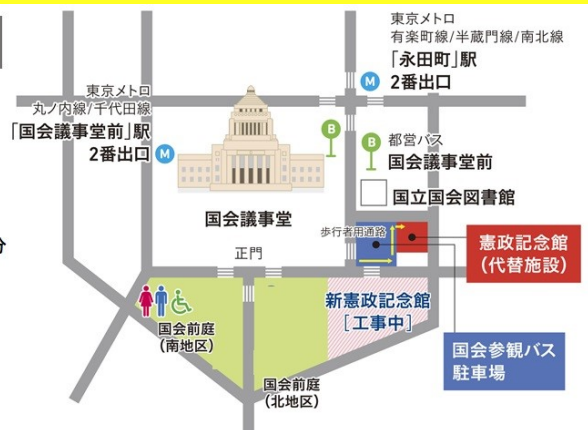 東京メトロ
有楽町線/半蔵門線/南北線
「永田町」駅
2番出口
M
東京メトロ
丸ノ内線/千代田線
「国会議事堂前」駅
2番出口
M
B
B
都営バス
国会議事堂前
国立国会図書館
国会議事堂
歩行者用通路
憲政記念館
(代替施設)
分
正門
新憲政記念館
[工事中]
国会前庭
(南地区)
国会参観バス
駐車場
国会前庭
(北地区)